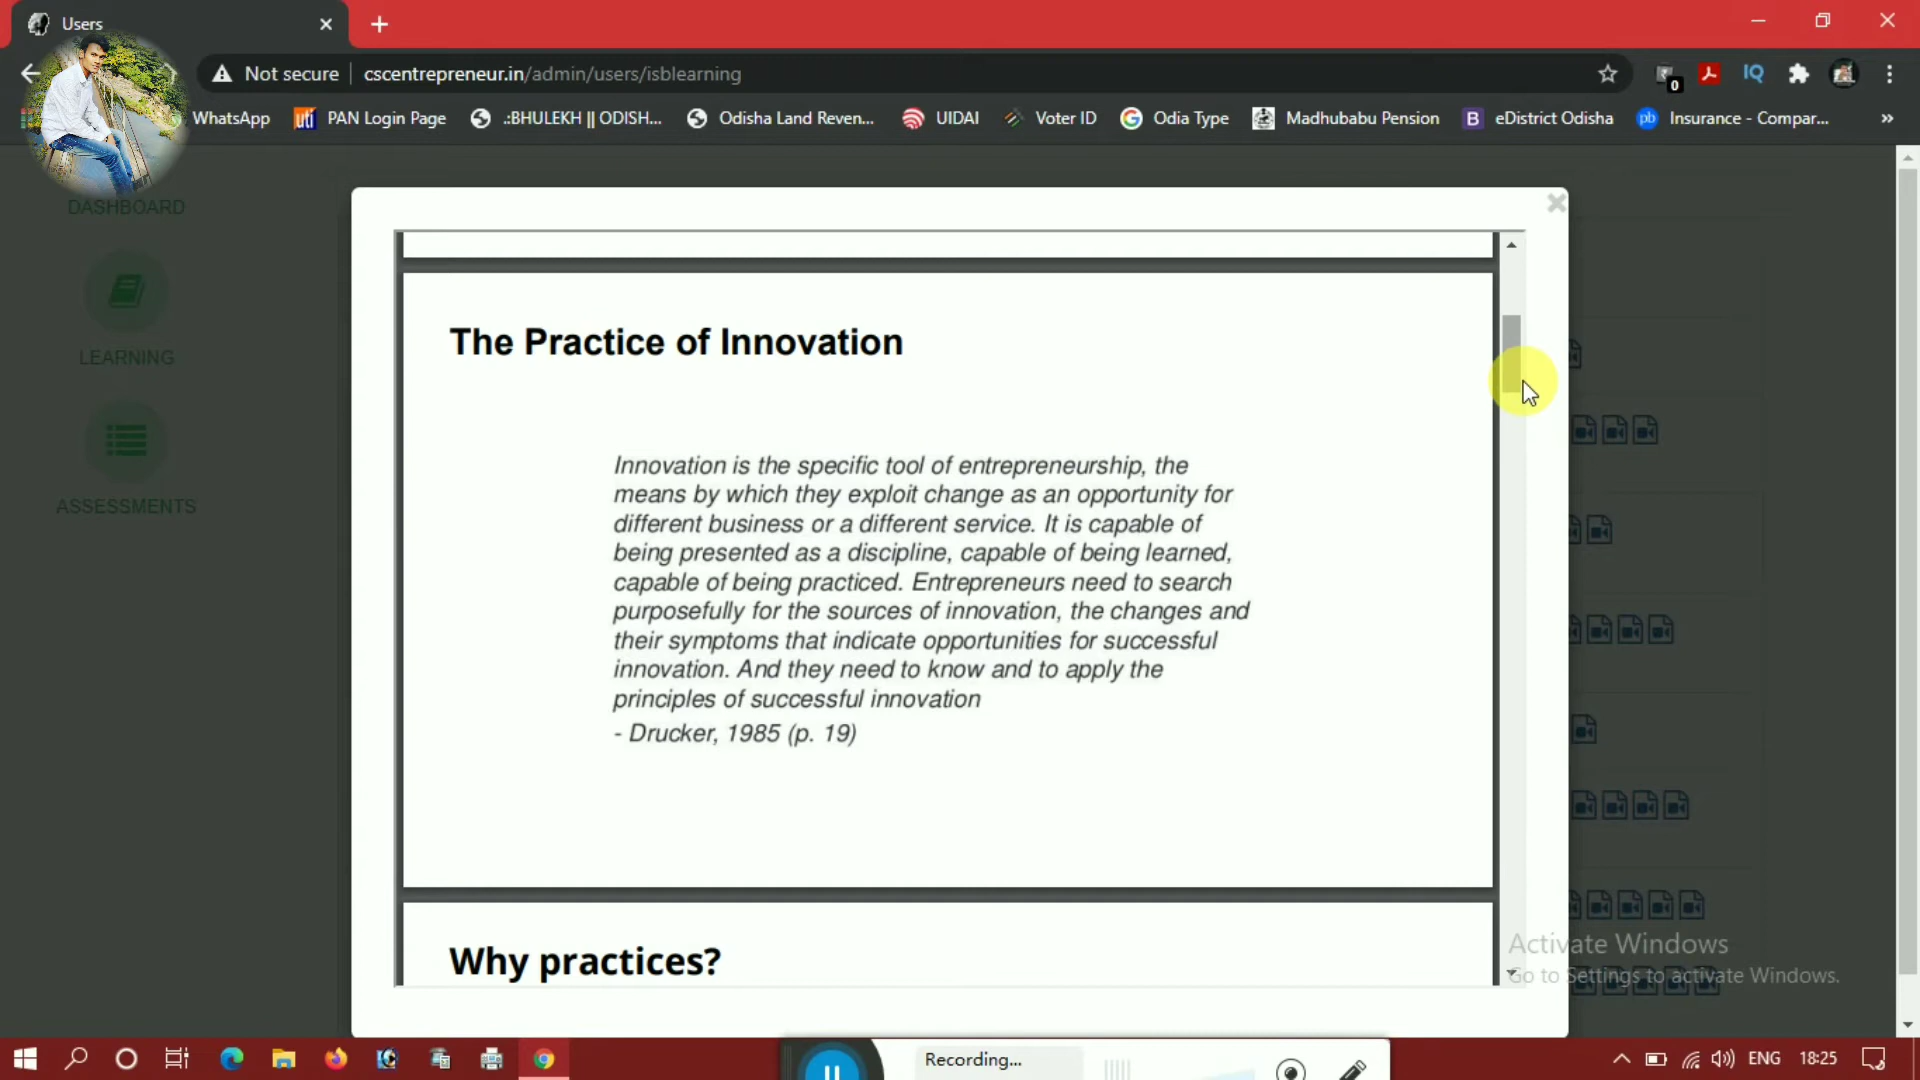 Users
Not secure
cscentrepreneur.in/admin/users/isblearning
0
IQ
WhatsApp
uti PAN Login Page
.:BHULEKH || ODISH...
Odisha Land Reven...
UIDAI
Voter ID
Odia Type
Madhubabu Pension
B eDistrict Odisha
pb Insurance - Compar...
»
DASHBOARD
LEARNING
ASSESSMENTS
The Practice of Innovation
Innovation is the specific tool of entrepreneurship, the
means by which they exploit change as an opportunity for
different business or a different service. It is capable of
being presented as a discipline, capable of being learned,
capable of being practiced. Entrepreneurs need to search
purposefully for the sources of innovation, the changes and
their symptoms that indicate opportunities for successful
innovation. And they need to know and to apply the
principles of successful innovation
- Drucker, 1985 (p. 19)
Why practices?
Activate Windows
Go to Settings to activate Windows.
Recording...
ENG
18:25